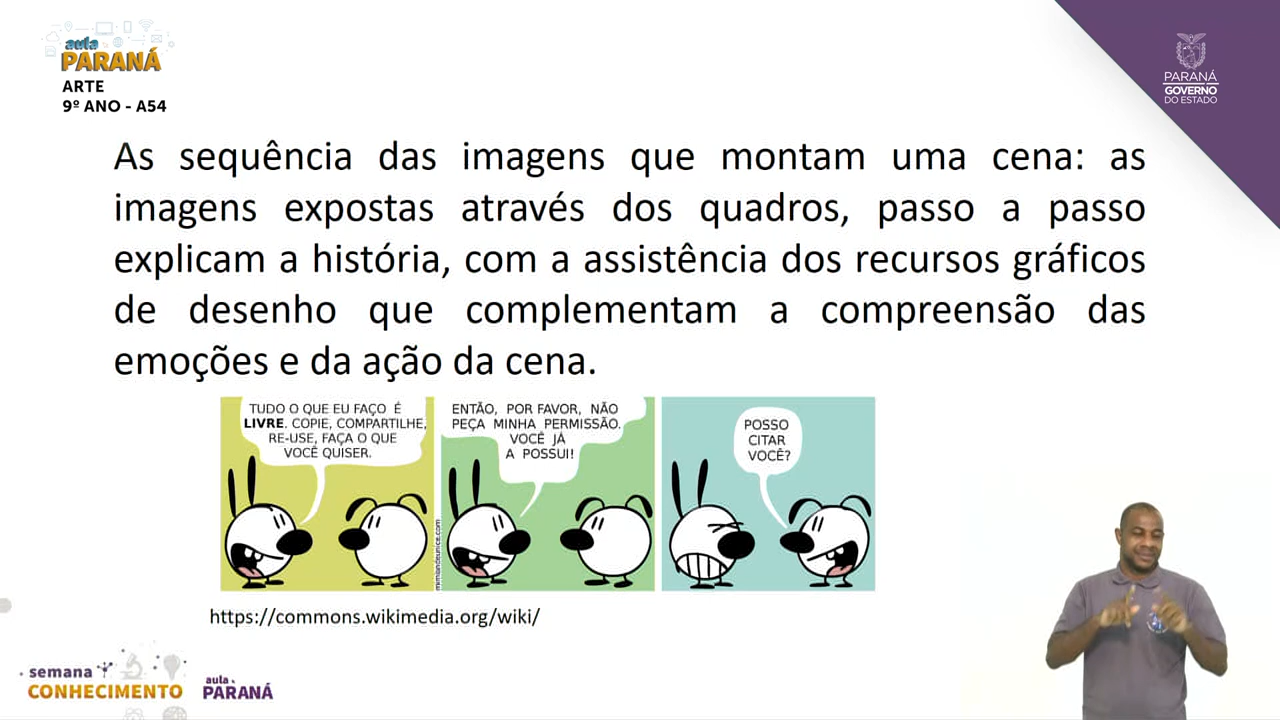 aula
PARANÁ
ARTE
9º ANO - A54
PARANÁ
GOVERNO
DO ESTADO
As sequência das imagens que montam uma cena: as
imagens expostas através dos quadros, passo a passo
explicam a história, com a assistência dos recursos gráficos
de desenho que complementam a compreensão das
emoções e da ação da cena.
TUDO O QUE EU FAÇO É
LIVRE. COPIE, COMPARTILHE,
RE-USE, FAÇA O QUE
VOCÊ QUISER.
ENTÃO, POR FAVOR, NÃO
PEÇA MINHA PERMISSÃO.
VOCÊ JÁ
A POSSUI!
POSSO
CITAR
VOCÊ?
mimiandeunice.com
https://commons.wikimedia.org/wiki/
semana
CONHECIMENTO
aula
PARANÁ